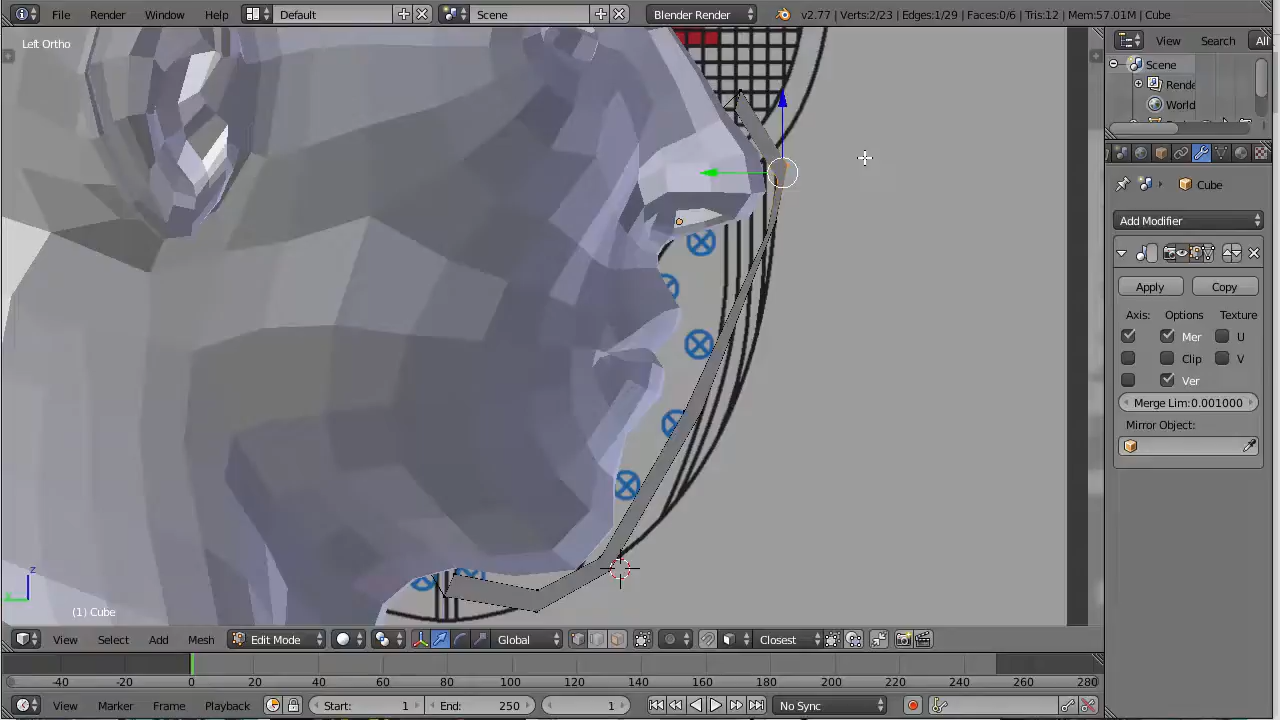 File Render Window Help Default Scene Blender Render v2.77 | Verts:2/23 | Edges:1/29 | Faces:0/6 | Tris:12 | Mem:57.01M | Cube
Left Ortho
View Search All
Scene
Rende
World
Cube
Add Modifier
Apply Copy
Axis: Options Texture
Mer U
Clip V
Ver
Merge Lim:0.001000
Mirror Object:
z
(1) Cube
View Select Add Mesh Edit Mode Global Closest
-40 -20 0 20 40 60 80 100 120 140 160 180 200 220 240 260 280
View Marker Frame Playback Start: 1 End: 250 1 No Sync